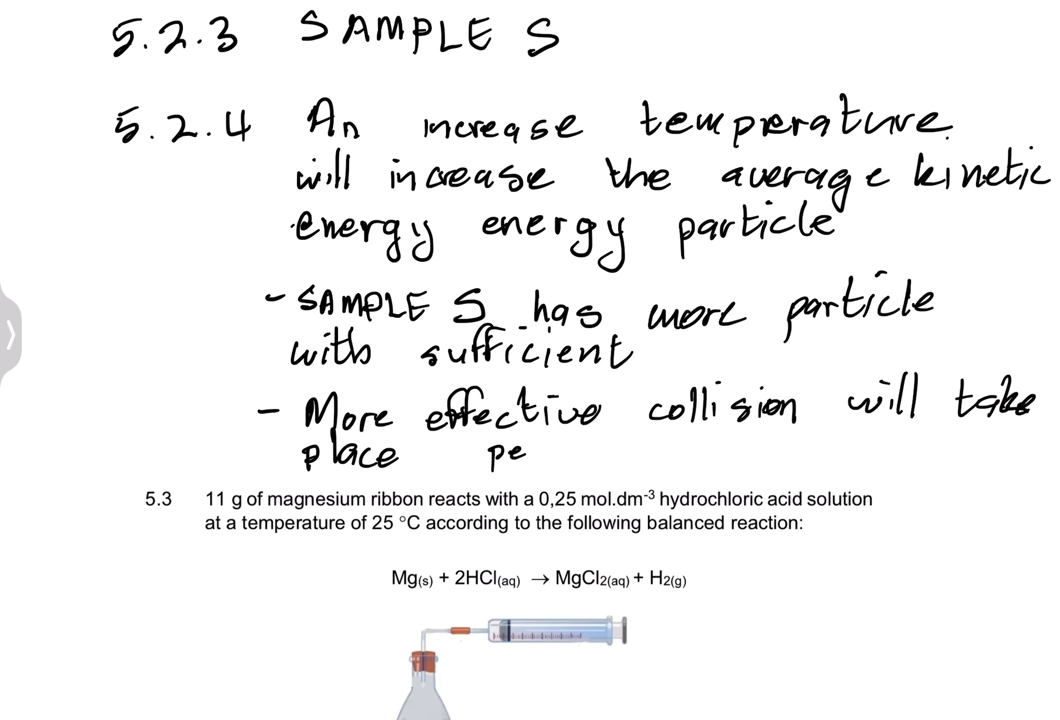 5.2.3 SAMPLE S
5.2.4 An increase temperature
will increase the average kinetic
energy energy particle
- SAMPLE S has more particle
with sufficient
- More effective collision will take
place pe
5.3 11 g of magnesium ribbon reacts with a 0,25 mol.dm-3 hydrochloric acid solution
at a temperature of 25 °C according to the following balanced reaction:
Mg(s) + 2HCl(aq) → MgCl2(aq) + H2(g)